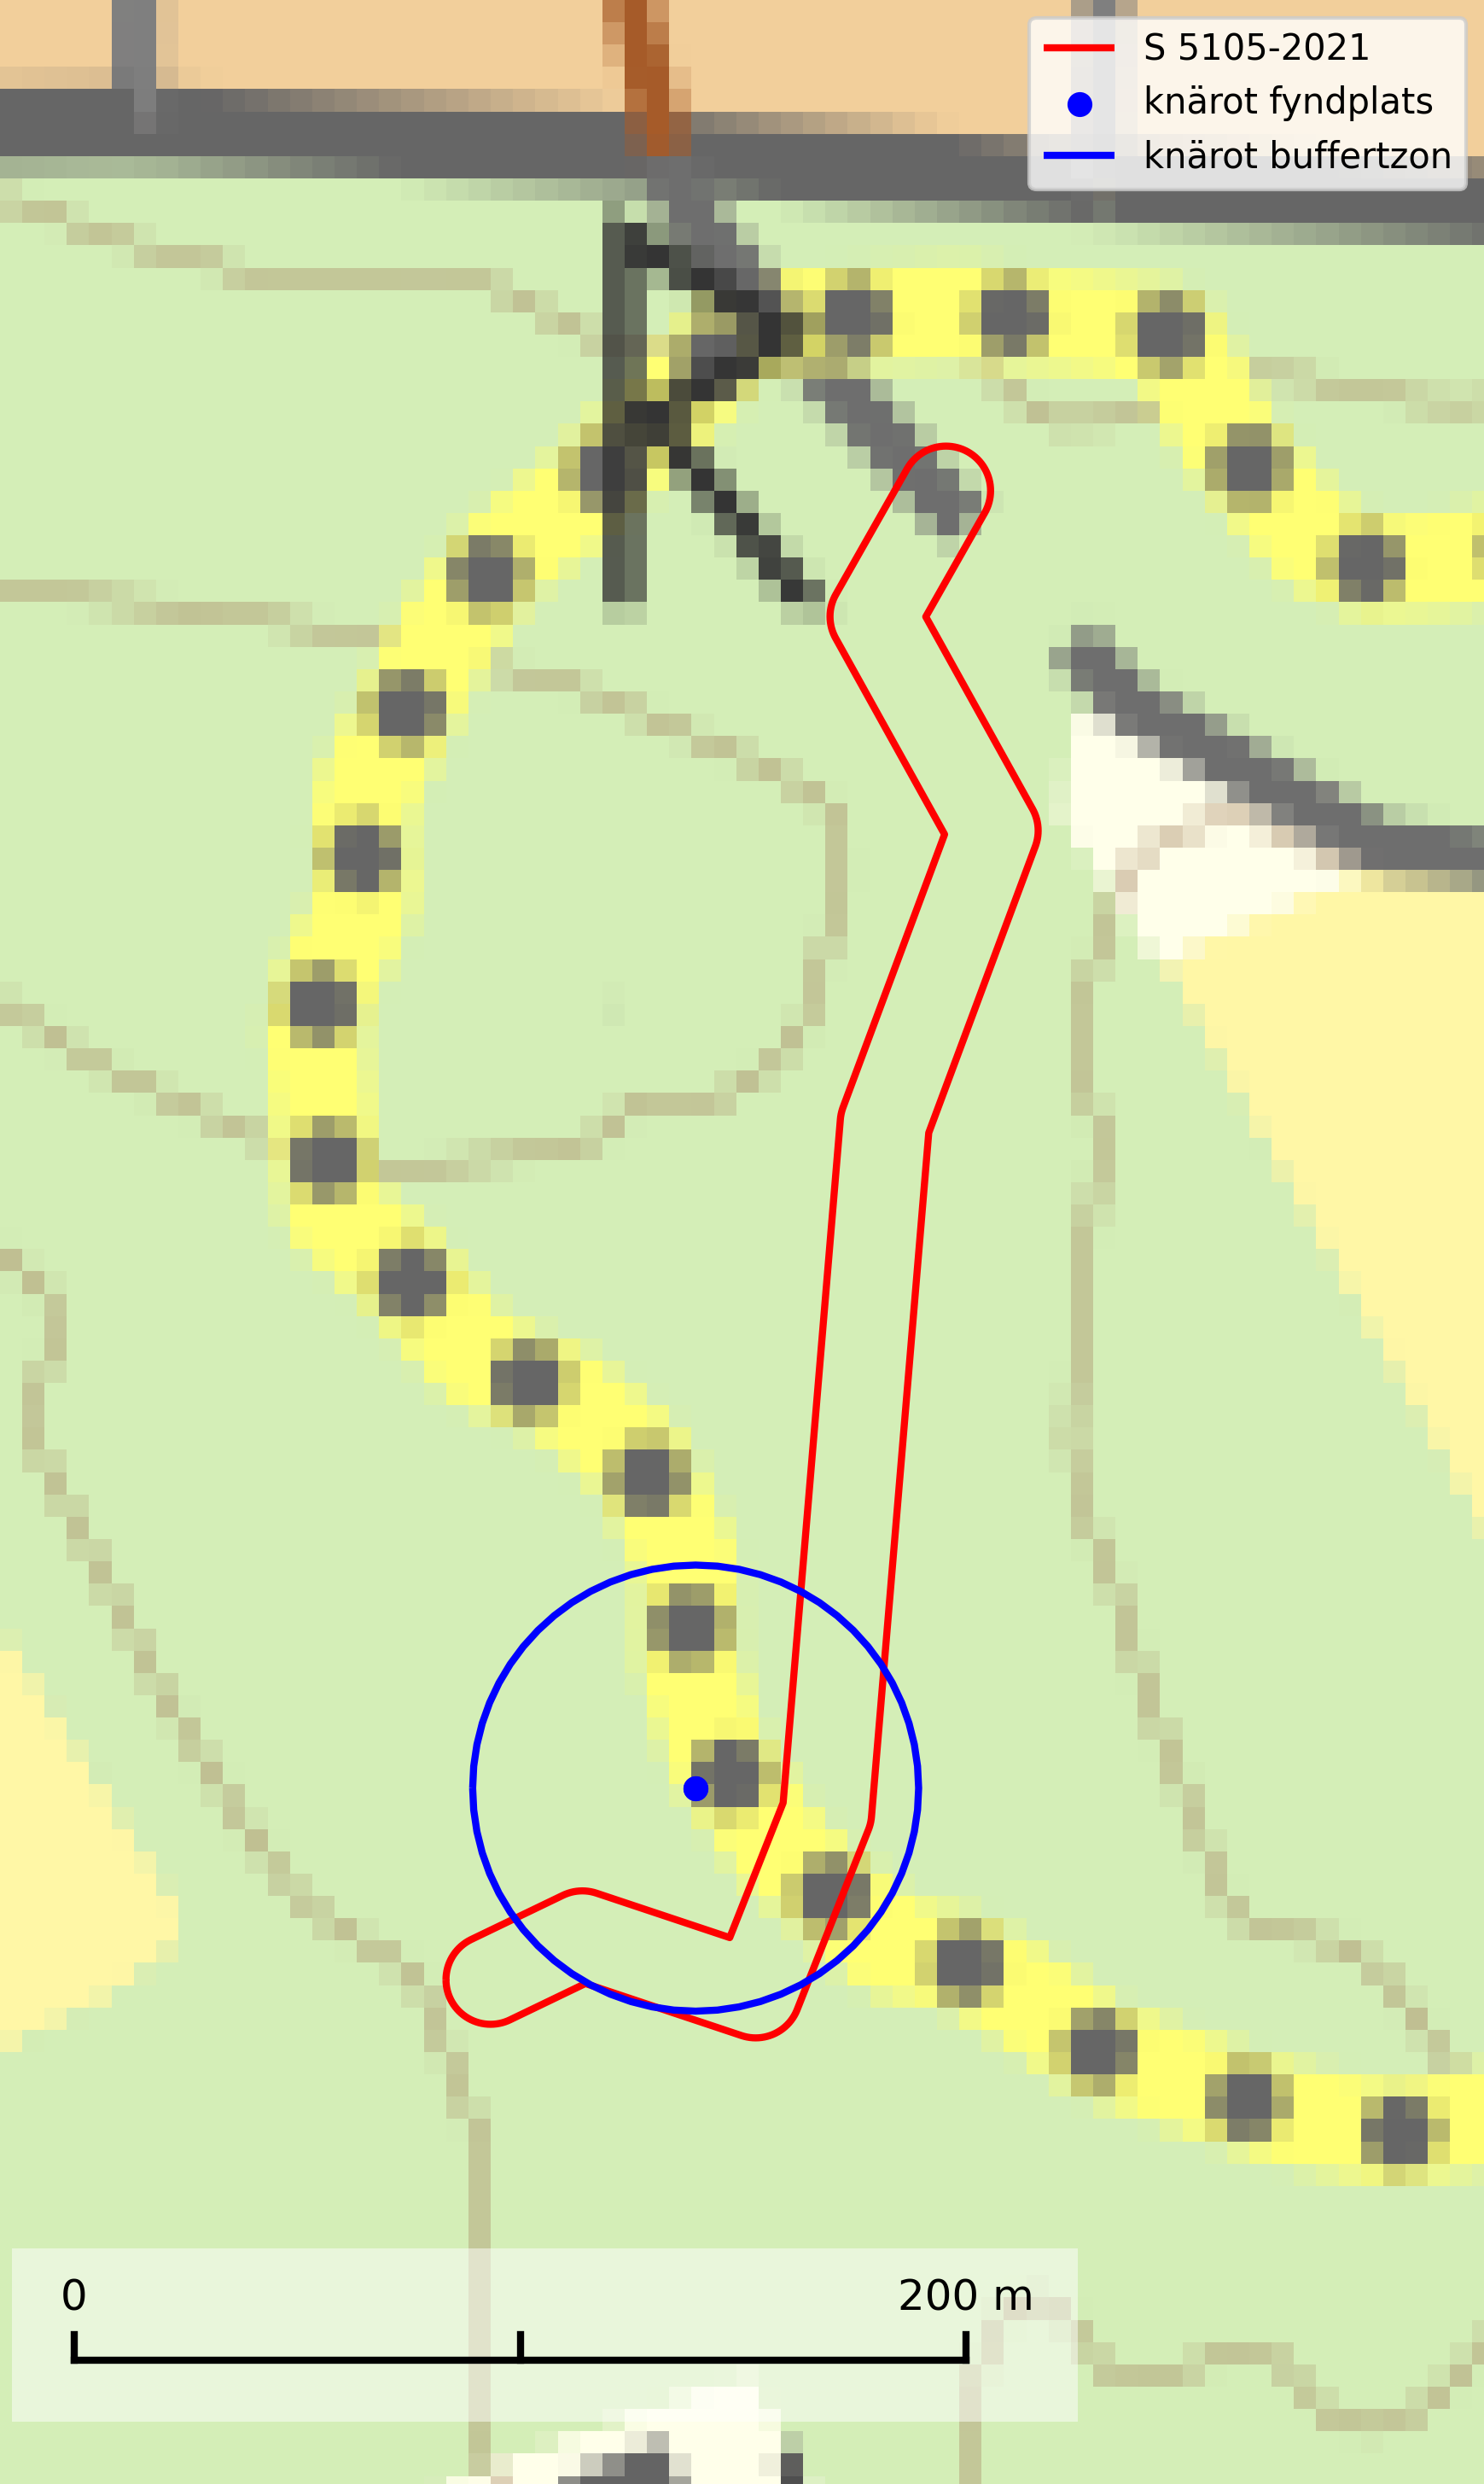 S 5105-2021
knärot fyndplats
knärot buffertzon
0 200 m